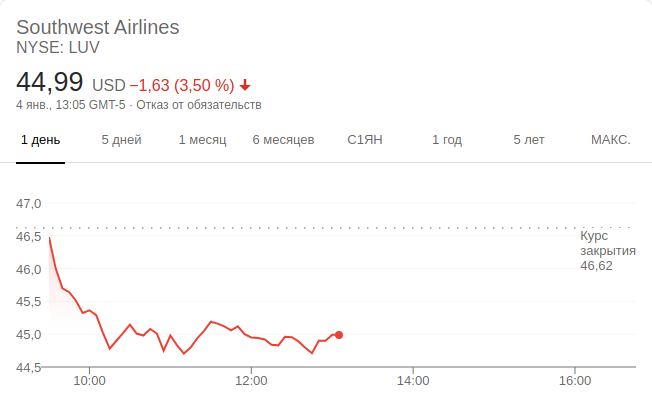 Southwest Airlines
NYSE: LUV
44,99 USD −1,63 (3,50 %)
4 янв., 13:05 GMT-5 · Отказ от обязательств
1 день 5 дней 1 месяц 6 месяцев С1ЯН 1 год 5 лет МАКС.
47,0
46,5
46,0
45,5
45,0
44,5
Курс
закрытия
46,62
10:00 12:00 14:00 16:00